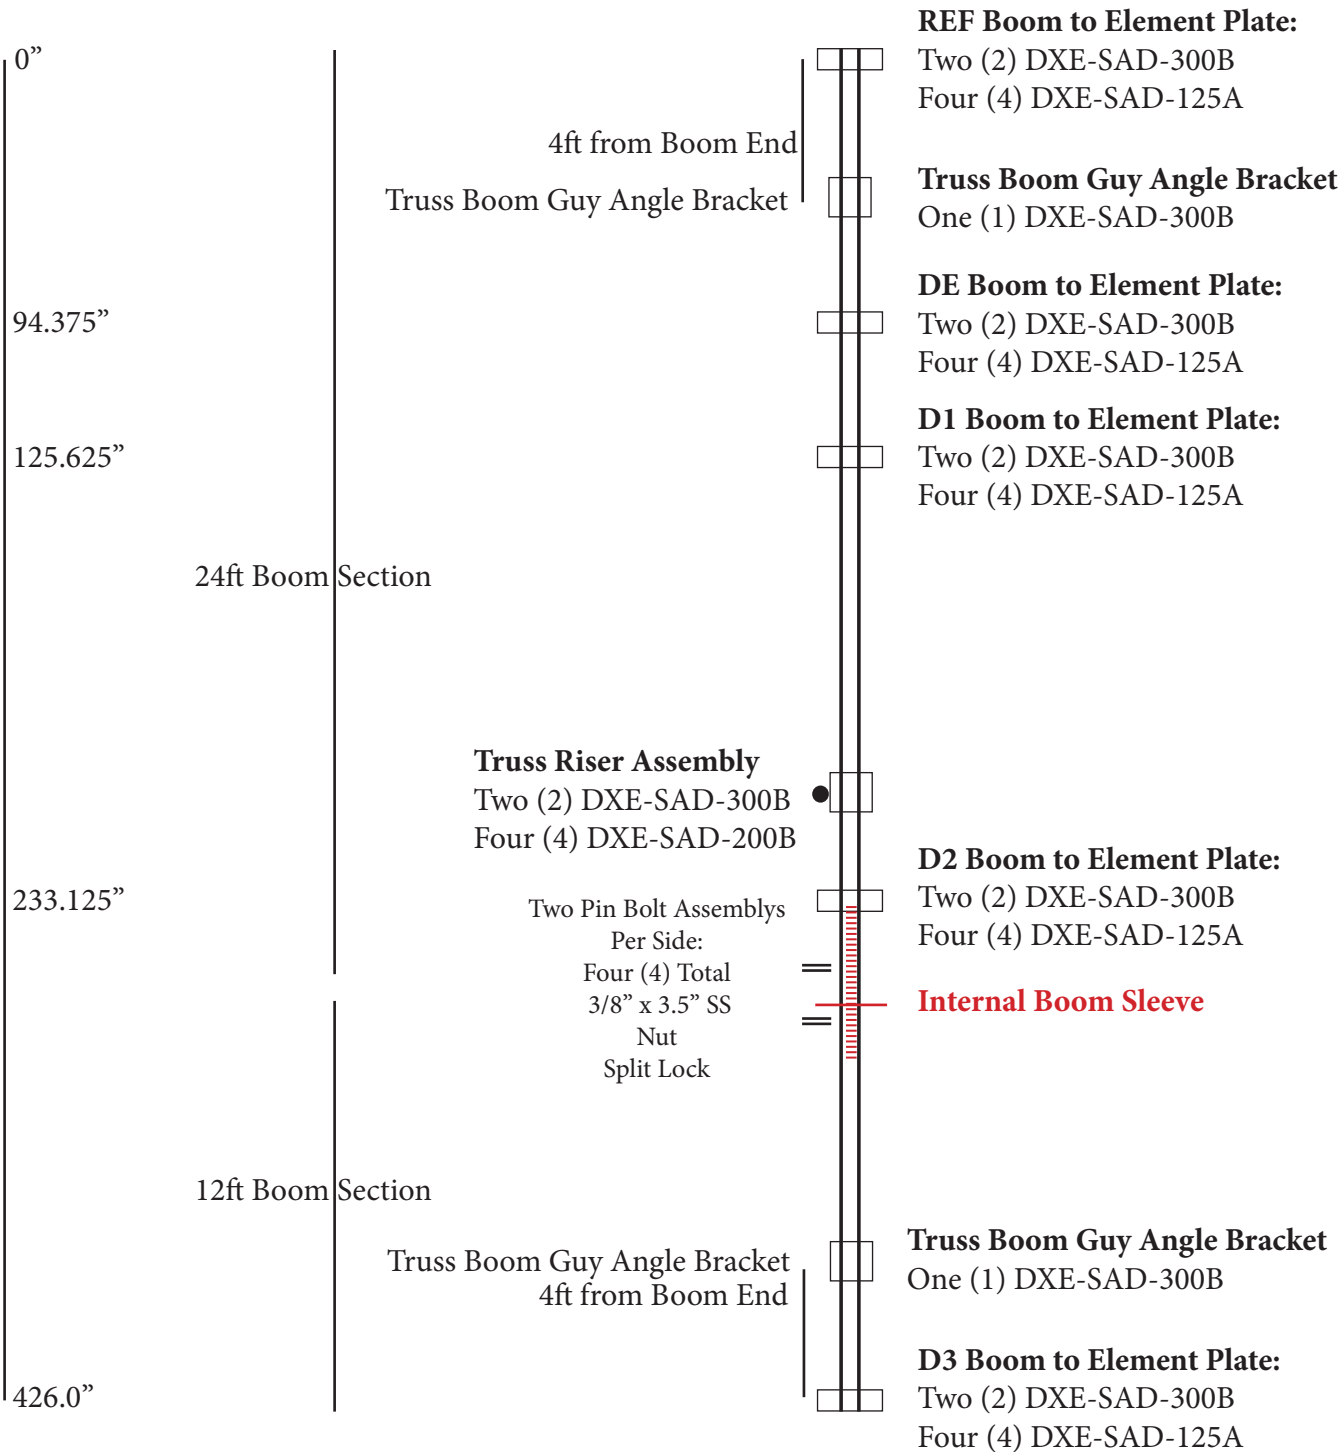 REF Boom to Element Plate:
0”
Two (2) DXE-SAD-300B
Four (4) DXE-SAD-125A
4ft from Boom End
Truss Boom Guy Angle Bracket
Truss Boom Guy Angle Bracket
One (1) DXE-SAD-300B
DE Boom to Element Plate:
94.375”
Two (2) DXE-SAD-300B
Four (4) DXE-SAD-125A
D1 Boom to Element Plate:
125.625”
Two (2) DXE-SAD-300B
Four (4) DXE-SAD-125A
24ft Boom Section
Truss Riser Assembly
Two (2) DXE-SAD-300B
Four (4) DXE-SAD-200B
D2 Boom to Element Plate:
233.125”
Two (2) DXE-SAD-300B
Four (4) DXE-SAD-125A
Two Pin Bolt Assemblys
Per Side:
Four (4) Total
3/8” x 3.5” SS
Nut
Split Lock
Internal Boom Sleeve
12ft Boom Section
Truss Boom Guy Angle Bracket
4ft from Boom End
Truss Boom Guy Angle Bracket
One (1) DXE-SAD-300B
D3 Boom to Element Plate:
426.0”
Two (2) DXE-SAD-300B
Four (4) DXE-SAD-125A